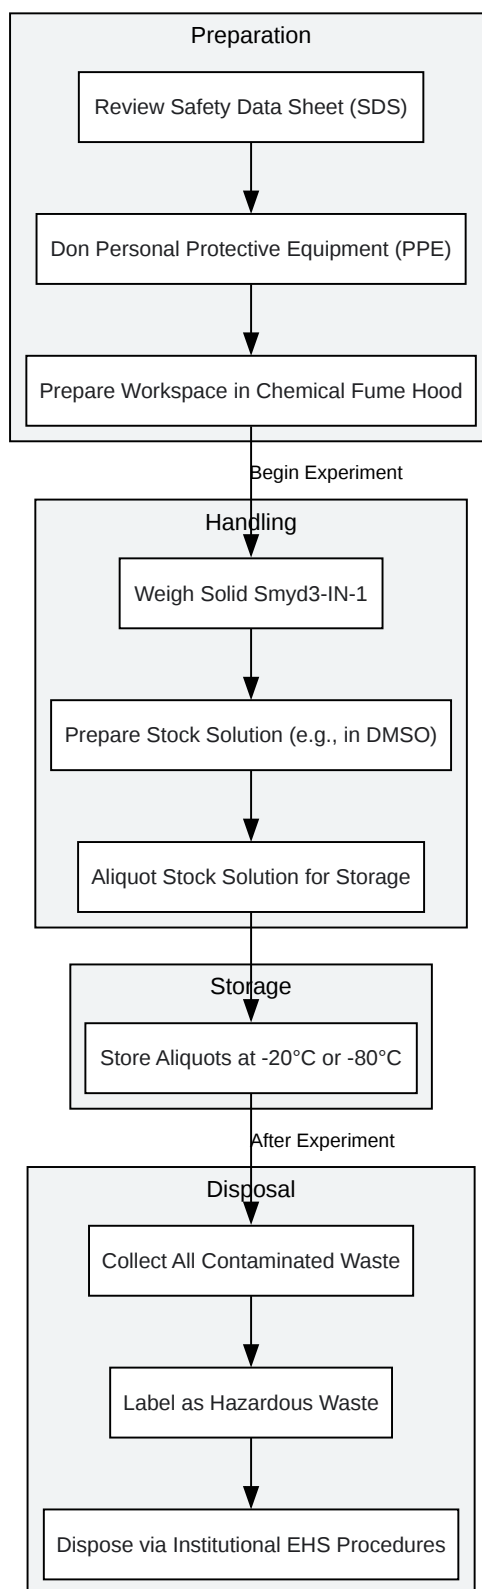 Preparation
Review Safety Data Sheet (SDS)
Don Personal Protective Equipment (PPE)
Prepare Workspace in Chemical Fume Hood
Begin Experiment
Handling
Weigh Solid Smyd3-IN-1
Prepare Stock Solution (e.g., in DMSO)
Aliquot Stock Solution for Storage
Storage
Store Aliquots at -20°C or -80°C
After Experiment
Disposal
Collect All Contaminated Waste
Label as Hazardous Waste
Dispose via Institutional EHS Procedures